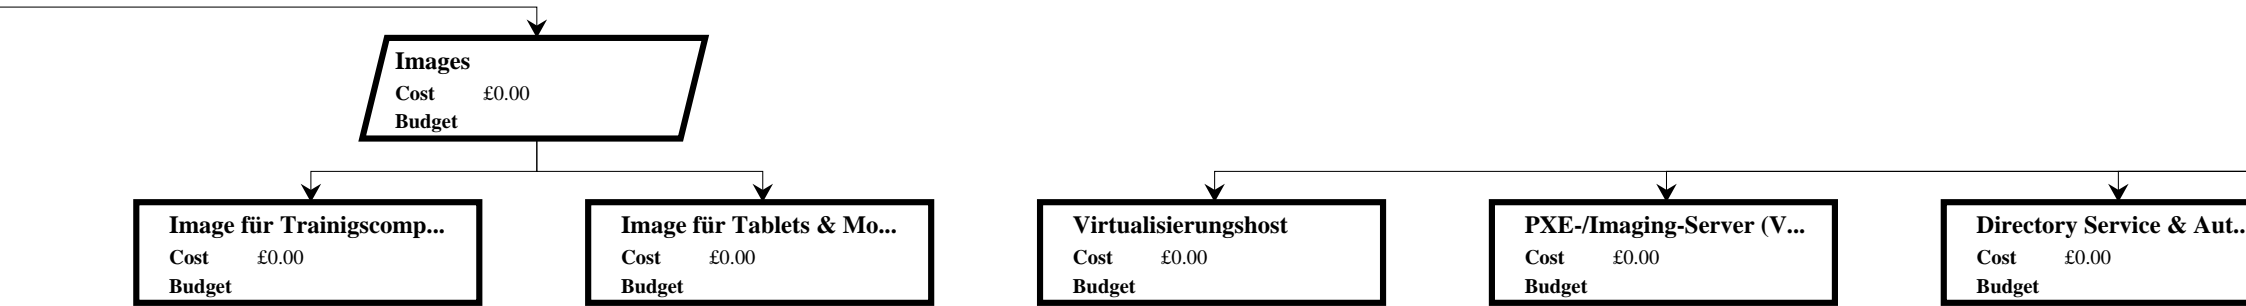 Images
Cost £0.00
Budget
Image für Trainigscomp...
Cost £0.00
Budget
Image für Tablets & Mo...
Cost £0.00
Budget
Virtualisierungshost
Cost £0.00
Budget
PXE-/Imaging-Server (V...
Cost £0.00
Budget
Directory Service & Aut...
Cost £0.00
Budget